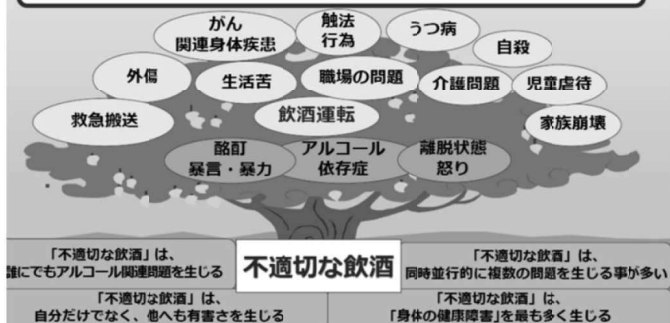 がん
関連身体疾患
触法
行為
うつ病
自殺
外傷
生活苦
職場の問題
介護問題
児童虐待
救急搬送
飲酒運転
家族崩壊
酩酊
暴言・暴力
アルコール
依存症
離脱状態
怒り
「不適切な飲酒」は、
誰にでもアルコール関連問題を生じる
不適切な飲酒
「不適切な飲酒」は、
同時並行的に複数の問題を生じる事が多い
「不適切な飲酒」は、
自分だけでなく、他へも有害さを生じる
「不適切な飲酒」は、
「身体の健康障害」を最も多く生じる